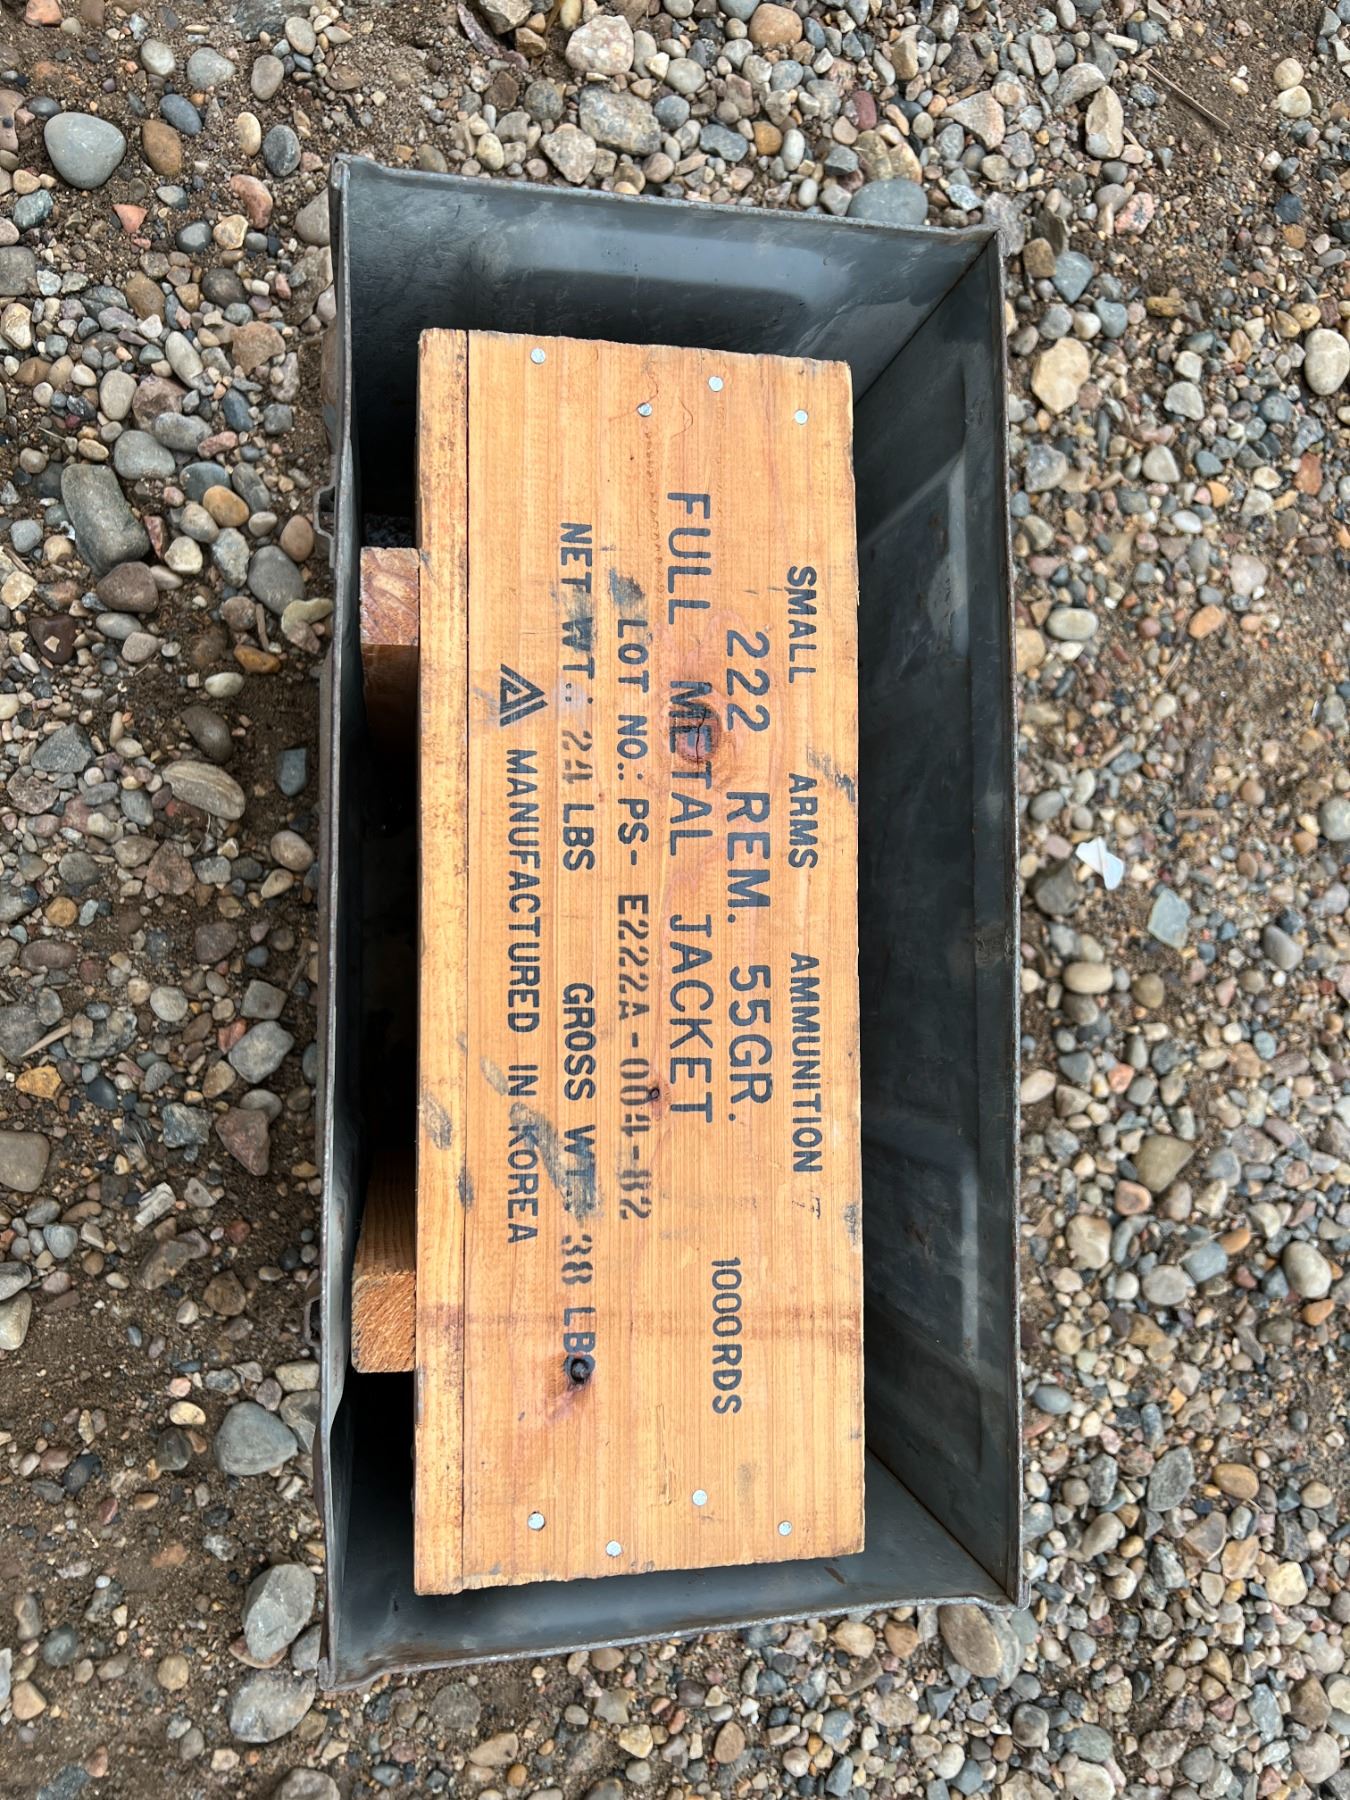 SMALL ARMS AMMUNITION
222 REM. 55GR. 1000RDS
FULL METAL JACKET
LOT NO.: PS- E222A-004-82
NET WT.: 24 LBS GROSS WT.: 38 LBS
MANUFACTURED IN KOREA